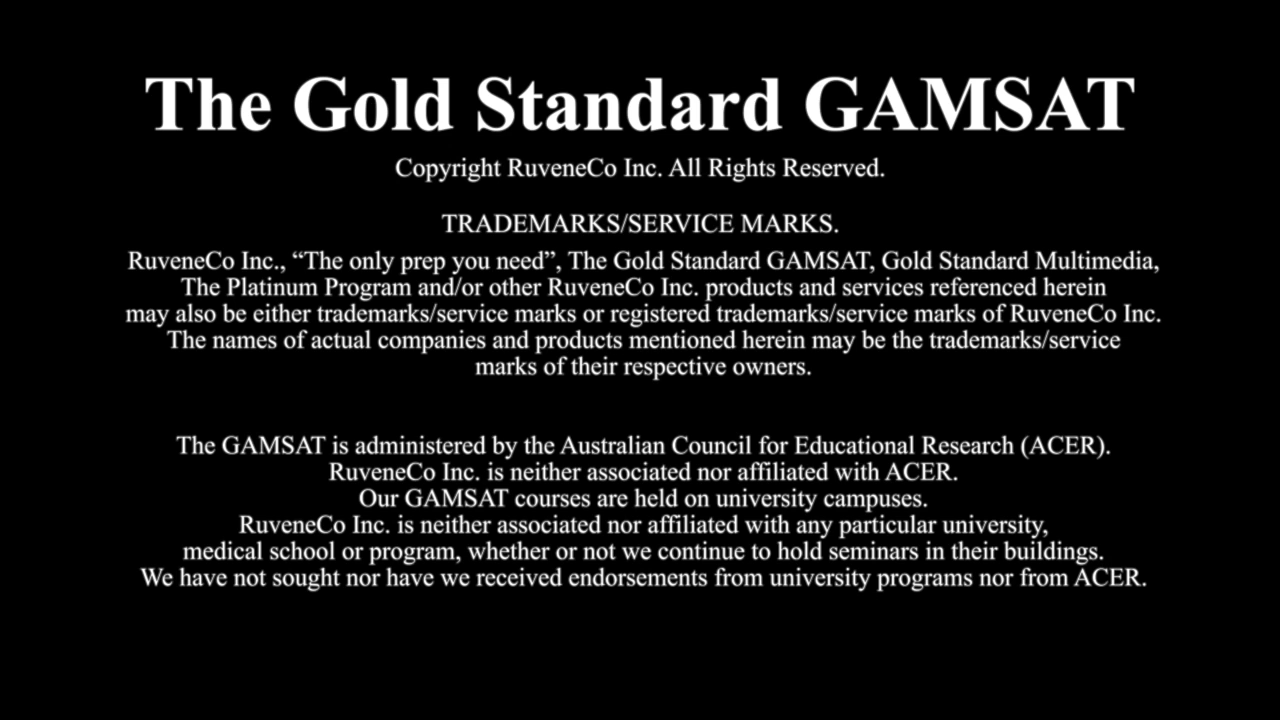 The Gold Standard GAMSAT
Copyright RuveneCo Inc. All Rights Reserved.
TRADEMARKS/SERVICE MARKS.
RuveneCo Inc., “The only prep you need”, The Gold Standard GAMSAT, Gold Standard Multimedia,
The Platinum Program and/or other RuveneCo Inc. products and services referenced herein
may also be either trademarks/service marks or registered trademarks/service marks of RuveneCo Inc.
The names of actual companies and products mentioned herein may be the trademarks/service
marks of their respective owners.
The GAMSAT is administered by the Australian Council for Educational Research (ACER).
RuveneCo Inc. is neither associated nor affiliated with ACER.
Our GAMSAT courses are held on university campuses.
RuveneCo Inc. is neither associated nor affiliated with any particular university,
medical school or program, whether or not we continue to hold seminars in their buildings.
We have not sought nor have we received endorsements from university programs nor from ACER.